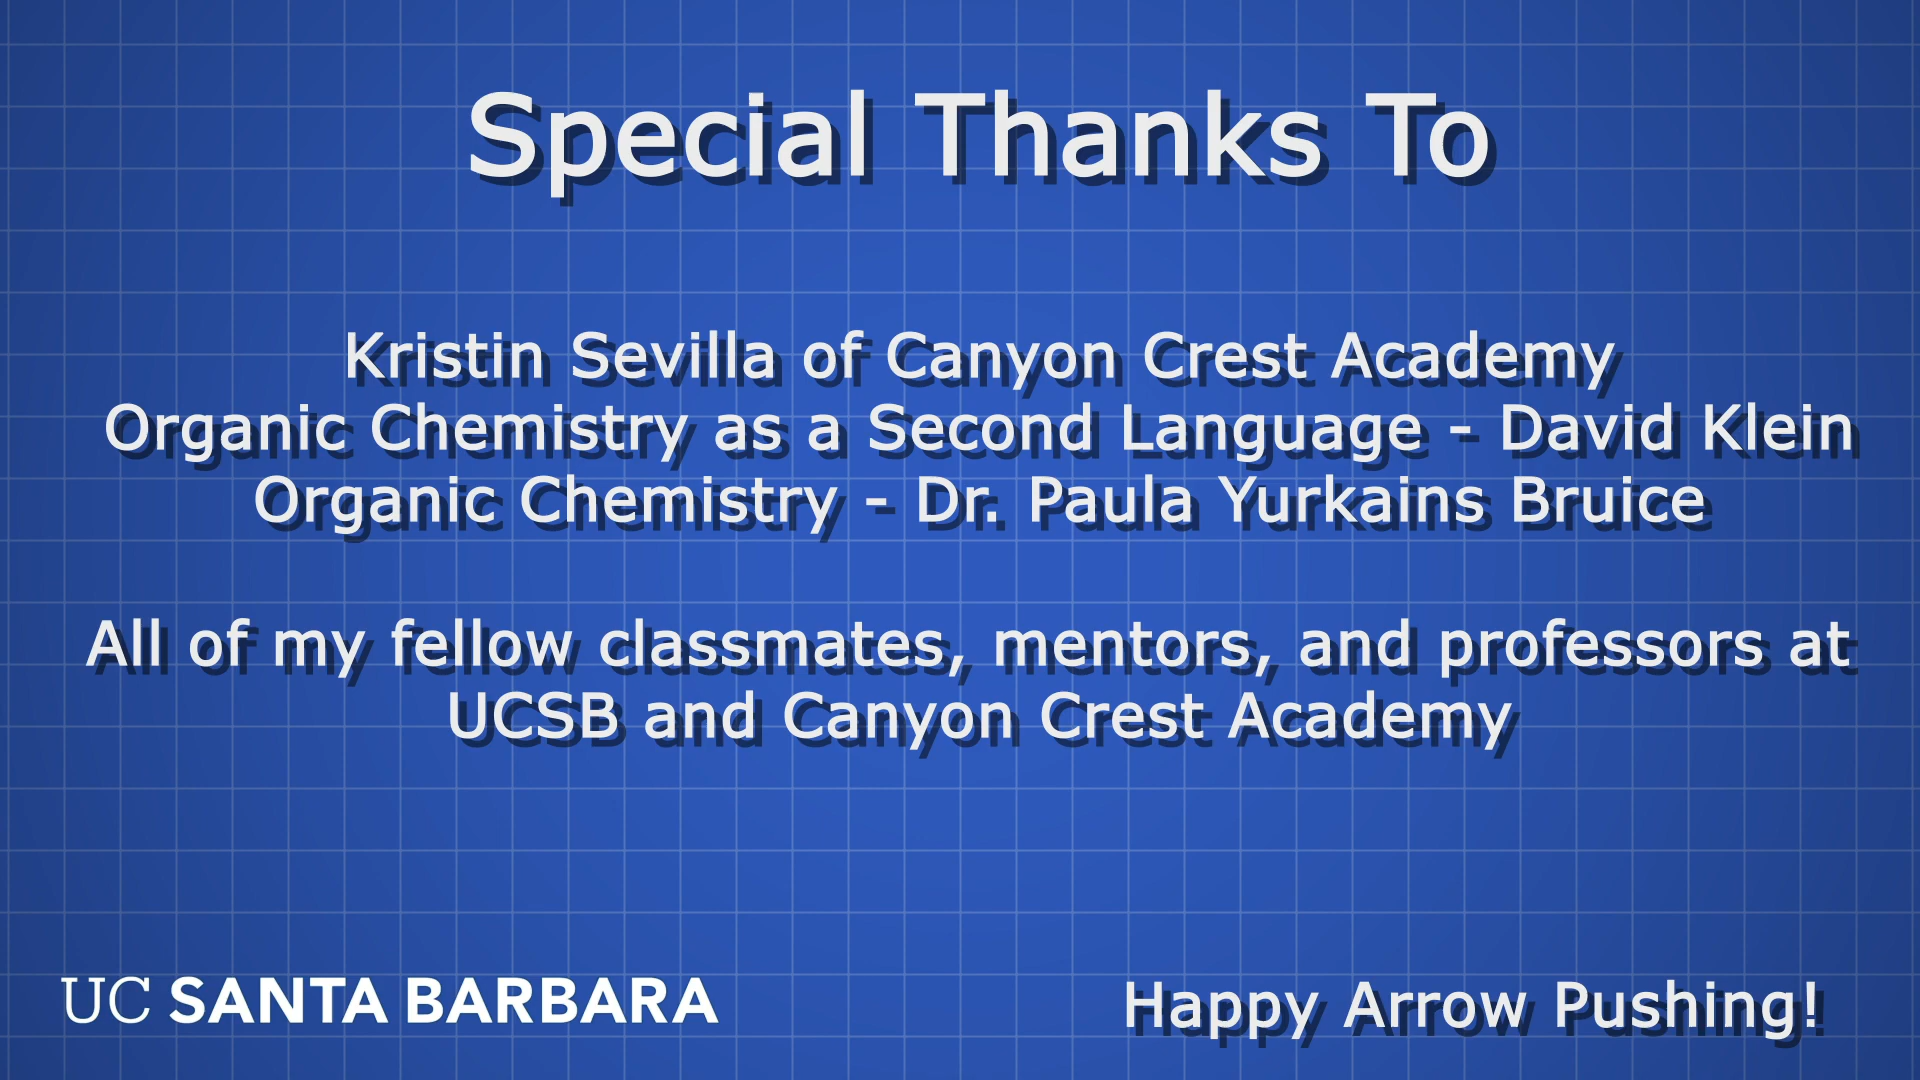 Special Thanks To
Kristin Sevilla of Canyon Crest Academy
Organic Chemistry as a Second Language - David Klein
Organic Chemistry - Dr. Paula Yurkains Bruice
All of my fellow classmates, mentors, and professors at
UCSB and Canyon Crest Academy
UC SANTA BARBARA
Happy Arrow Pushing!